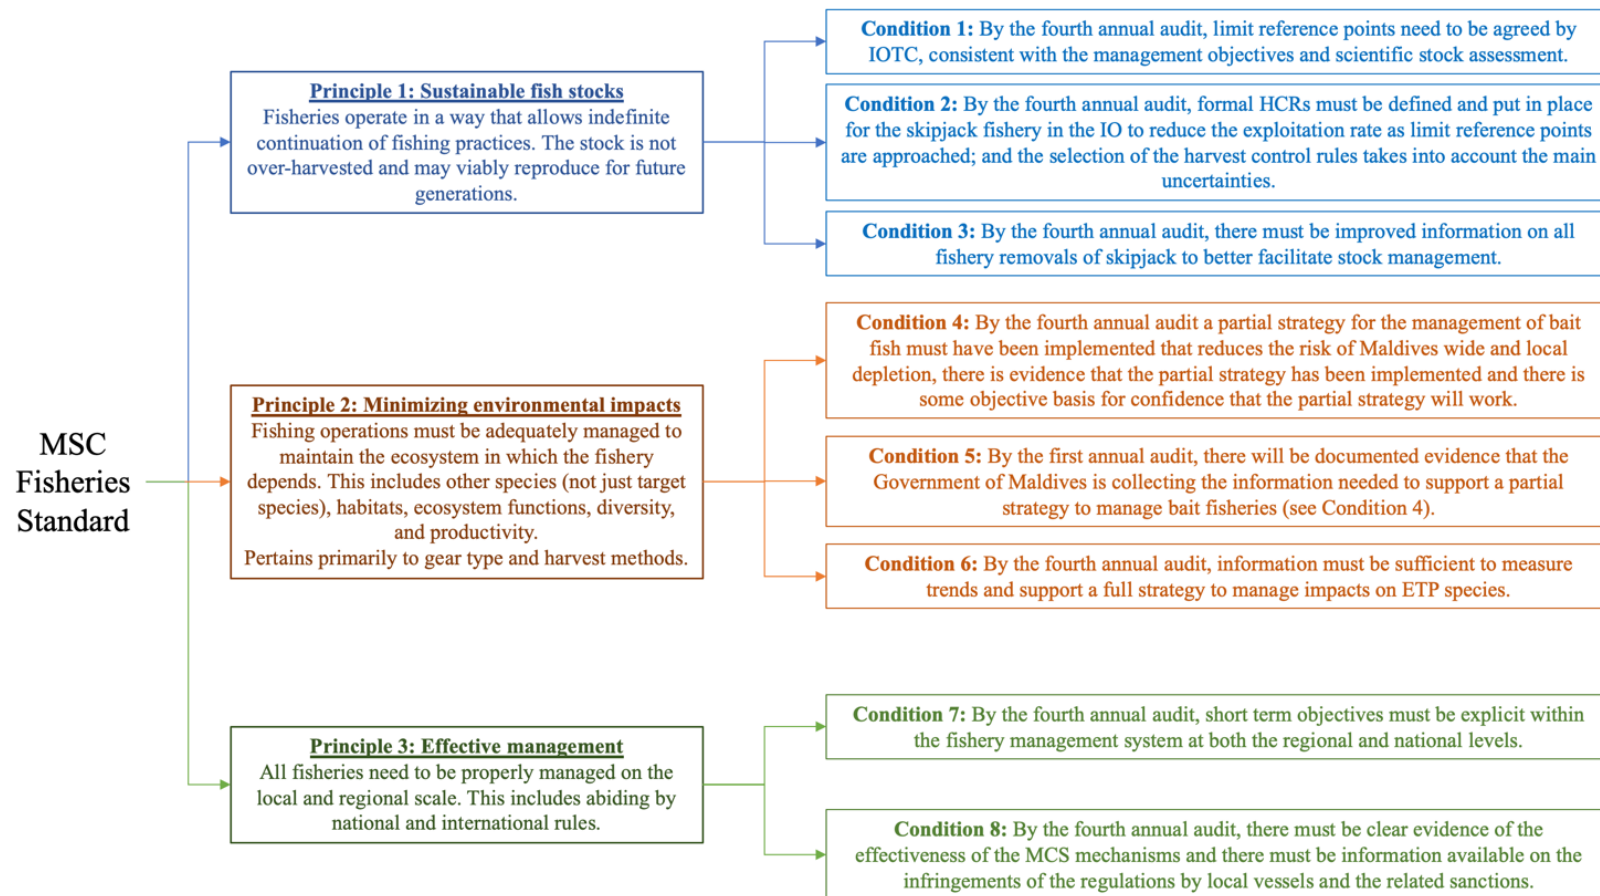 MSC
Fisheries
Standard
Principle 1: Sustainable fish stocks
Fisheries operate in a way that allows indefinite
continuation of fishing practices. The stock is not
over-harvested and may viably reproduce for future
generations.
Condition 1: By the fourth annual audit, limit reference points need to be agreed by
IOTC, consistent with the management objectives and scientific stock assessment.
Condition 2: By the fourth annual audit, formal HCRs must be defined and put in place
for the skipjack fishery in the IO to reduce the exploitation rate as limit reference points
are approached; and the selection of the harvest control rules takes into account the main
uncertainties.
Condition 3: By the fourth annual audit, there must be improved information on all
fishery removals of skipjack to better facilitate stock management.
Principle 2: Minimizing environmental impacts
Fishing operations must be adequately managed to
maintain the ecosystem in which the fishery
depends. This includes other species (not just target
species), habitats, ecosystem functions, diversity,
and productivity.
Pertains primarily to gear type and harvest methods.
Condition 4: By the fourth annual audit a partial strategy for the management of bait
fish must have been implemented that reduces the risk of Maldives wide and local
depletion, there is evidence that the partial strategy has been implemented and there is
some objective basis for confidence that the partial strategy will work.
Condition 5: By the first annual audit, there will be documented evidence that the
Government of Maldives is collecting the information needed to support a partial
strategy to manage bait fisheries (see Condition 4).
Condition 6: By the fourth annual audit, information must be sufficient to measure
trends and support a full strategy to manage impacts on ETP species.
Principle 3: Effective management
All fisheries need to be properly managed on the
local and regional scale. This includes abiding by
national and international rules.
Condition 7: By the fourth annual audit, short term objectives must be explicit within
the fishery management system at both the regional and national levels.
Condition 8: By the fourth annual audit, there must be clear evidence of the
effectiveness of the MCS mechanisms and there must be information available on the
infringements of the regulations by local vessels and the related sanctions.